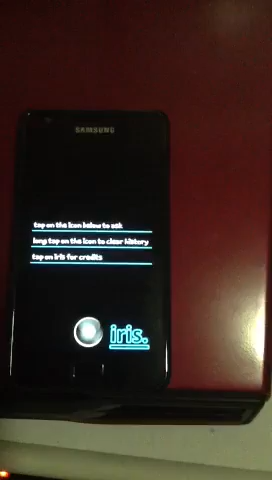 SAMSUNG
tap on the icon below to ask
long tap on the icon to clear history
tap on iris for credits
iris.